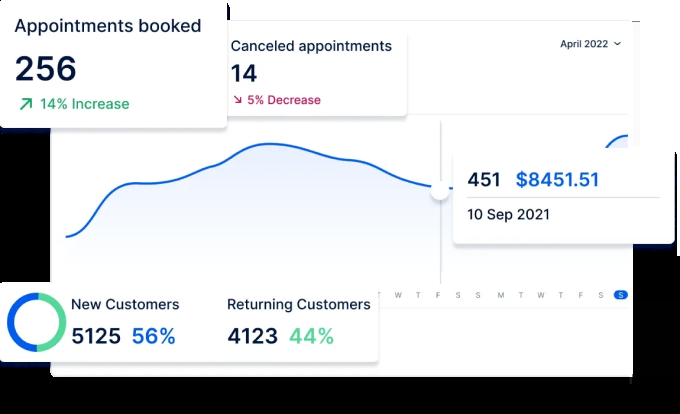 Appointments booked
256
14% Increase
Canceled appointments
14
5% Decrease
April 2022
451 $8451.51
10 Sep 2021
T W T F S S M T W T F S S
New Customers
5125 56%
Returning Customers
4123 44%